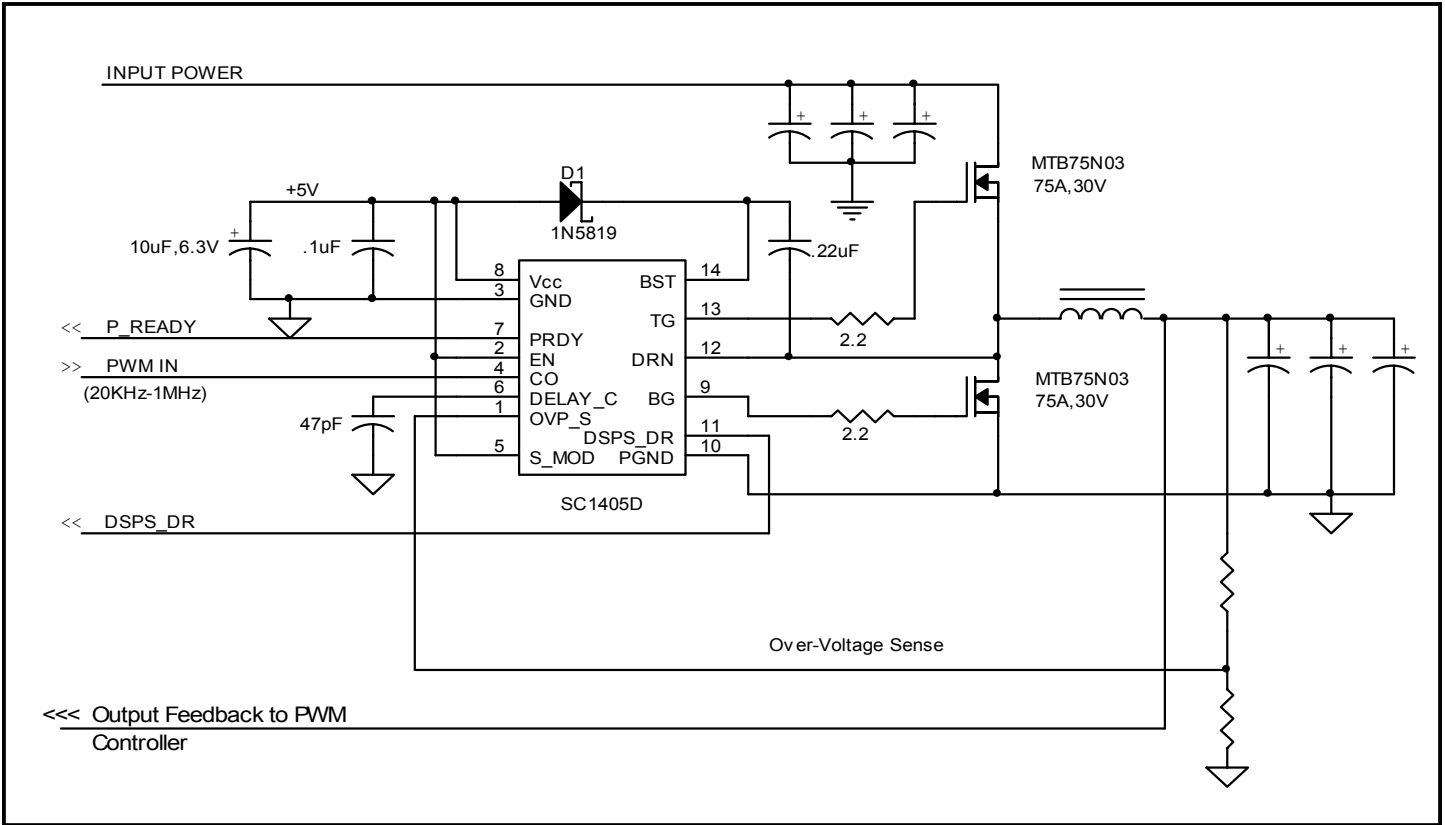 INPUT POWER
MTB75N03
75A,30V
D1
+5V
1N5819
+
10uF,6.3V
.1uF
.22uF
8
Vcc
BST
14
3
GND
TG
13
<< P_READY
7
PRDY
2.2
2
EN
DRN
12
>> PWM IN
4
CO
(20KHz-1MHz)
6
DELAY_C
BG
9
MTB75N03
75A,30V
47pF
1
OVP_S
2.2
DSPS_DR
11
5
S_MOD
PGND
10
SC1405D
<< DSPS_DR
+
+
+
+
+
+
Over-Voltage Sense
<<< Output Feedback to PWM
Controller